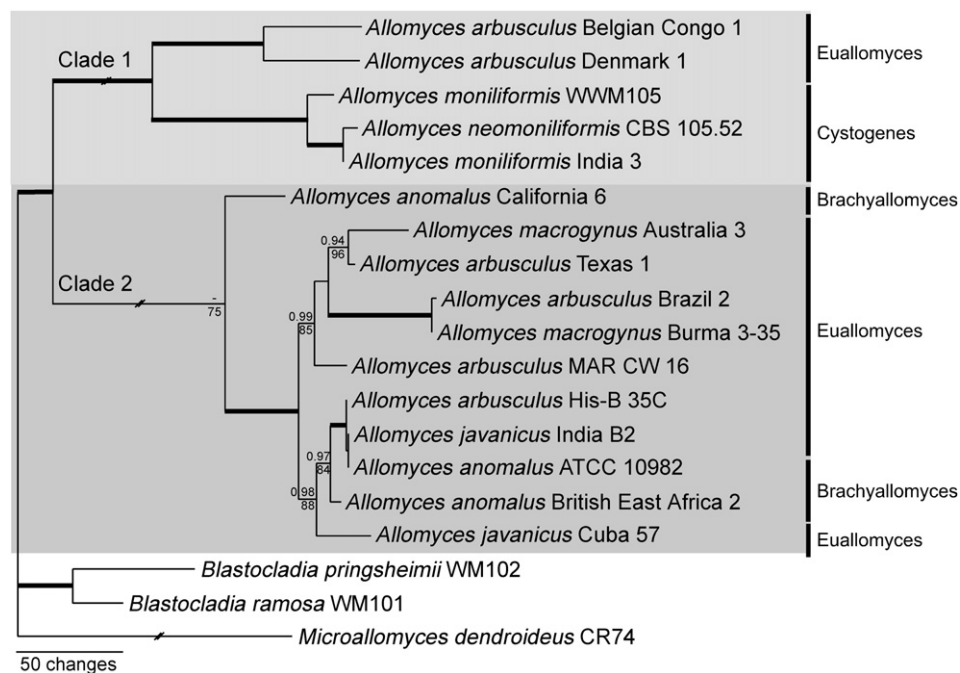 Allomyces arbusculus Belgian Congo 1
Clade 1
Euallomyces
Allomyces arbusculus Denmark 1
Allomyces moniliformis WWM105
Allomyces neomoniliformis CBS 105.52
Cystogenes
Allomyces moniliformis India 3
Allomyces anomalus California 6
Brachyallomyces
Allomyces macrogynus Australia 3
0.94
96
Allomyces arbusculus Texas 1
Clade 2
-
75
Allomyces arbusculus Brazil 2
0.99
85
Allomyces macrogynus Burma 3-35
Euallomyces
Allomyces arbusculus MAR CW 16
Allomyces arbusculus His-B 35C
Allomyces javanicus India B2
0.97
84
Allomyces anomalus ATCC 10982
0.98
88
Allomyces anomalus British East Africa 2
Brachyallomyces
Allomyces javanicus Cuba 57
Euallomyces
Blastocladia pringsheimii WM102
Blastocladia ramosa WM101
Microallomyces dendroideus CR74
50 changes